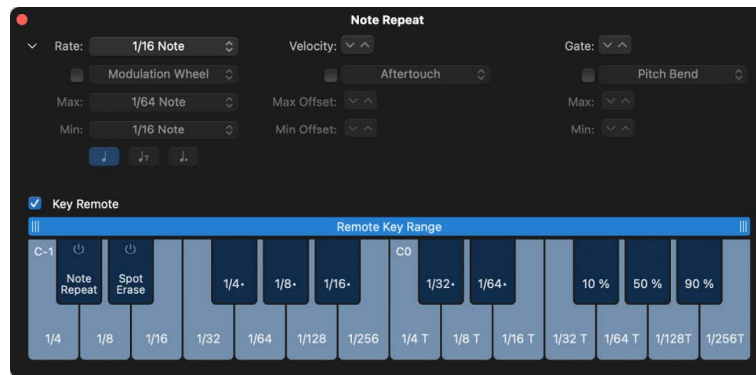 Note Repeat
Rate: 1/16 Note Velocity: Gate:
Modulation Wheel Aftertouch Pitch Bend
Max: 1/64 Note Max Offset: Max:
Min: 1/16 Note Min Offset: Min:
T
Key Remote
Remote Key Range
C-1 C0
Note Repeat Spot Erase 1/4• 1/8• 1/16• 1/32• 1/64• 10 % 50 % 90 %
1/4 1/8 1/16 1/32 1/64 1/128 1/256 1/4 T 1/8 T 1/16 T 1/32 T 1/64 T 1/128T 1/256T